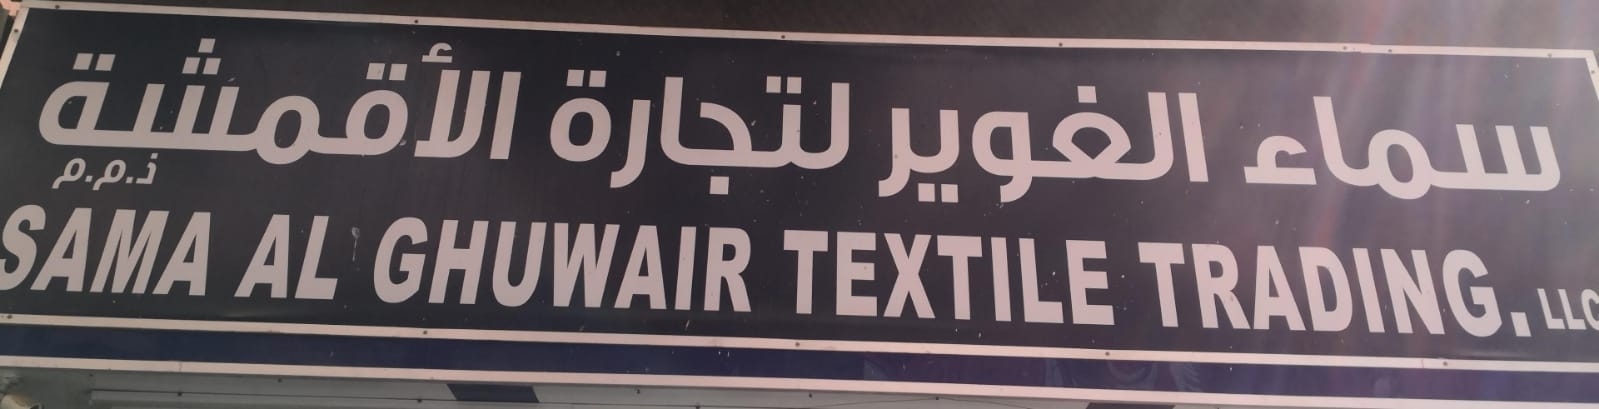 سماء الغوير لتجارة الأقمشة
ذ.م.م
SAMA AL GHUWAIR TEXTILE TRADING. LLC